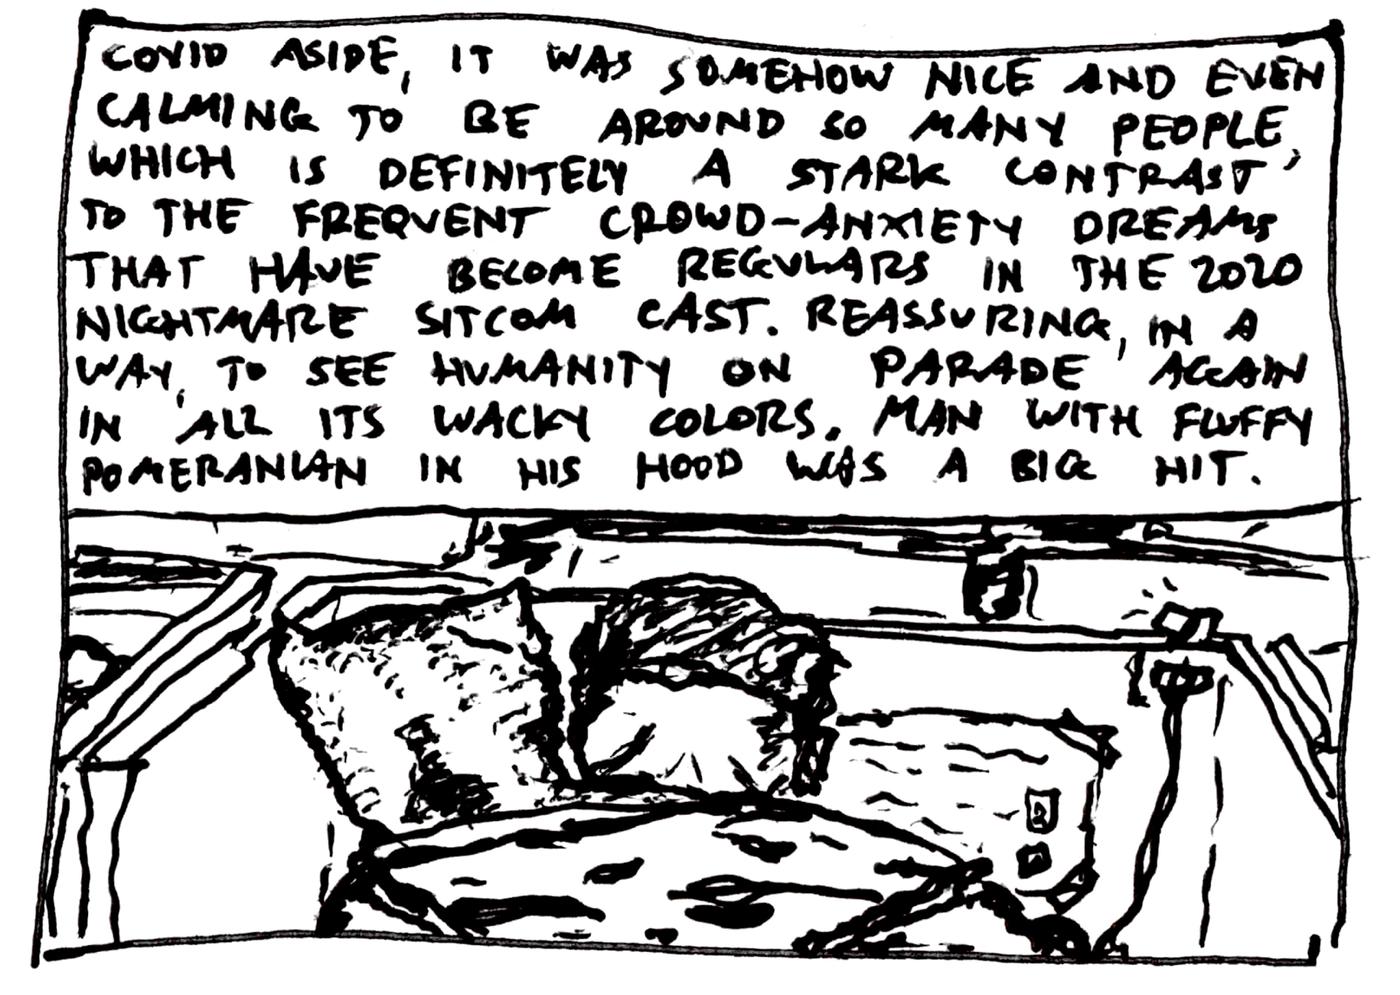 COVID ASIDE, IT WAS SOMEHOW NICE AND EVEN
CALMING TO BE AROUND SO MANY PEOPLE,
WHICH IS DEFINITELY A STARK CONTRAST
TO THE FREQUENT CROWD-ANXIETY DREAMS
THAT HAVE BECOME REGULARS IN THE 2020
NIGHTMARE SITCOM CAST. REASSURING, IN A
WAY, TO SEE HUMANITY ON PARADE AGAIN
IN ALL ITS WACKY COLORS. MAN WITH FLUFFY
POMERANIAN IN HIS HOOD WAS A BIG HIT.